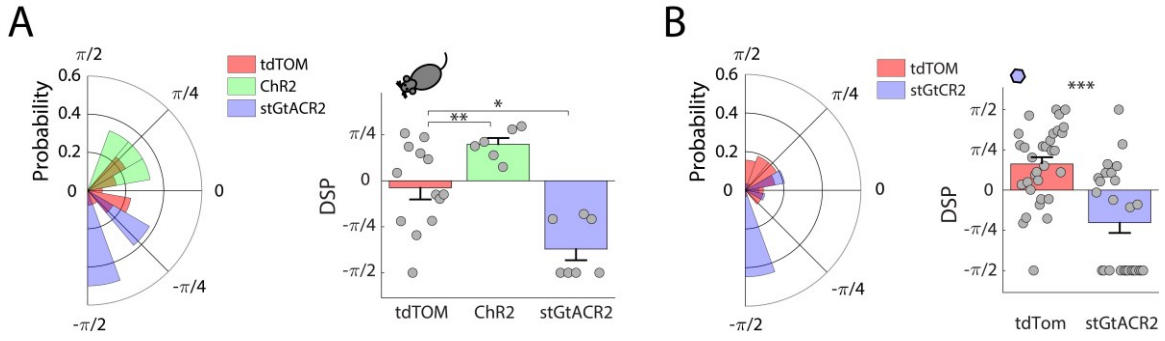 A
π/2
tdTOM
ChR2
stGtACR2
π/4
0.6
0.4
0.2
0
Probability
0
-π/4
-π/2
*
**
DSP
π/4
0
-π/4
-π/2
tdTOM ChR2 stGtACR2
B
π/2
tdTOM
stGtCR2
π/4
0.6
0.4
0.2
0
Probability
0
-π/4
-π/2
***
DSP
π/2
π/4
0
-π/4
-π/2
tdTom stGtACR2